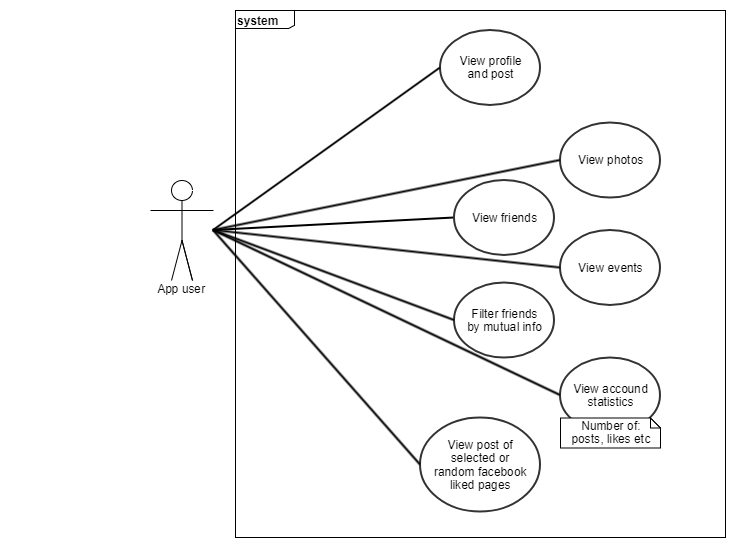 system
View profile
and post
View photos
View friends
View events
App user
Filter friends
by mutual info
View accound
statistics
Number of:
posts, likes etc
View post of
selected or
random facebook
liked pages